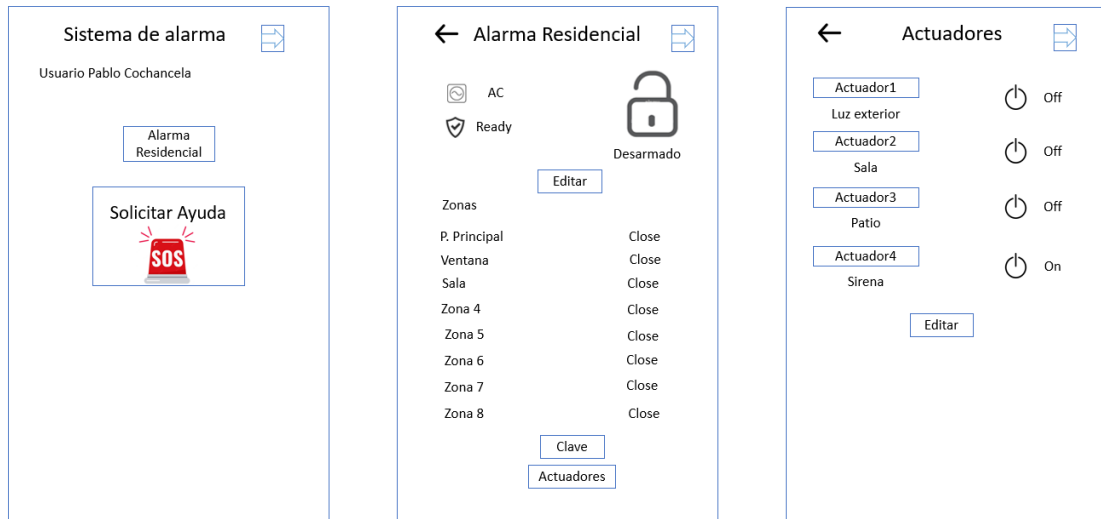 Sistema de alarma
Usuario Pablo Cochancela
Alarma
Residencial
Solicitar Ayuda
SOS
Alarma Residencial
AC
Ready
Desarmado
Editar
Zonas
P. Principal Close
Ventana Close
Sala Close
Zona 4 Close
Zona 5 Close
Zona 6 Close
Zona 7 Close
Zona 8 Close
Clave
Actuadores
Actuadores
Actuador1
Off
Luz exterior
Actuador2
Off
Sala
Actuador3
Off
Patio
Actuador4
On
Sirena
Editar